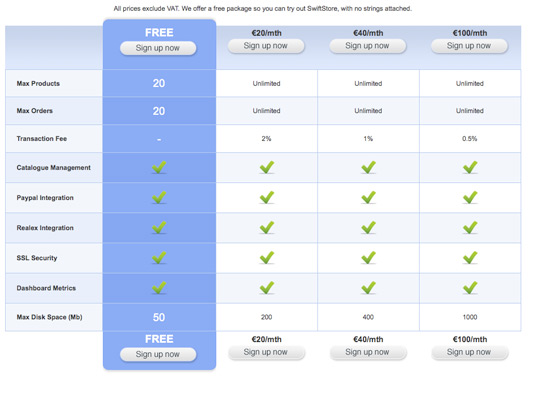 All prices exclude VAT. We offer a free package so you can try out SwiftStore, with no strings attached.
FREE €20/mth €40/mth €100/mth
Sign up now Sign up now Sign up now Sign up now
Max Products 20 Unlimited Unlimited Unlimited
Max Orders 20 Unlimited Unlimited Unlimited
Transaction Fee - 2% 1% 0.5%
Catalogue Management
Paypal Integration
Realex Integration
SSL Security
Dashboard Metrics
Max Disk Space (Mb) 50 200 400 1000
FREE €20/mth €40/mth €100/mth
Sign up now Sign up now Sign up now Sign up now